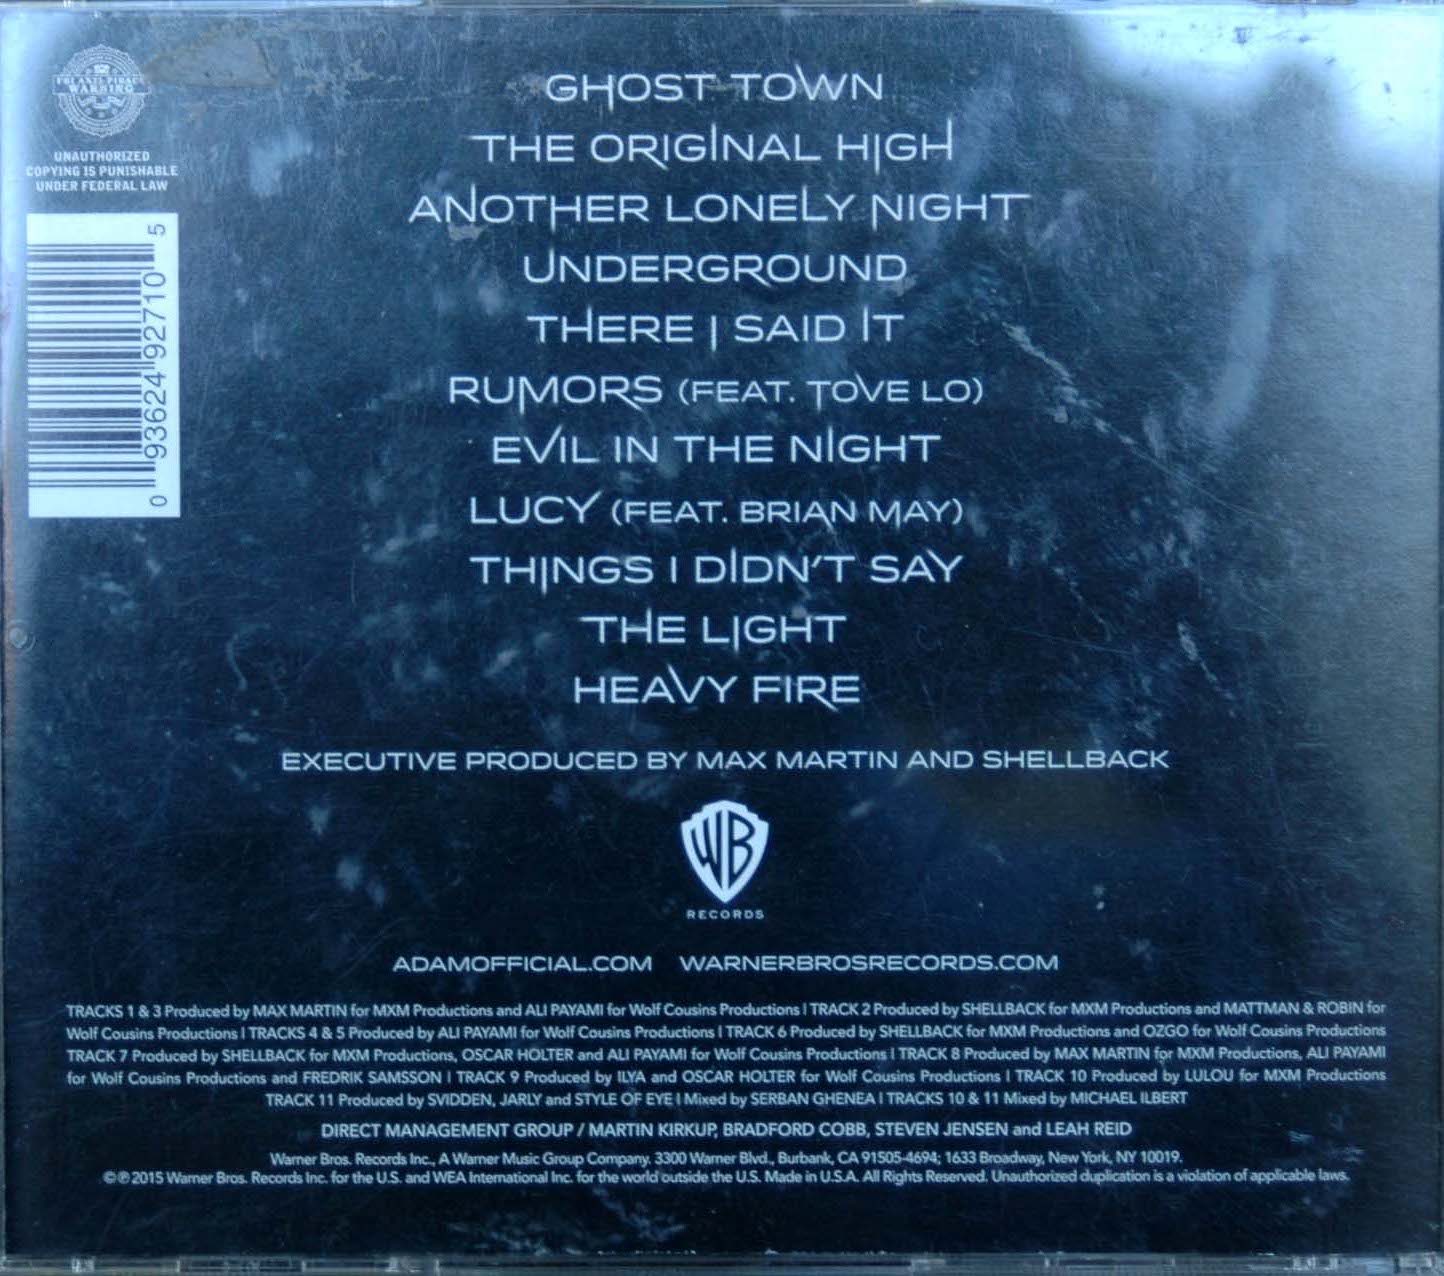 FBI ANTI-PIRACY
WARNING
UNAUTHORIZED
COPYING IS PUNISHABLE
UNDER FEDERAL LAW
0 93624 92710 5
GHOST TOWN
THE ORIGINAL HIGH
ANOTHER LONELY NIGHT
UNDERGROUND
THERE I SAID IT
RUMORS (FEAT. TOVE LO)
EVIL IN THE NIGHT
LUCY (FEAT. BRIAN MAY)
THINGS I DIDN'T SAY
THE LIGHT
HEAVY FIRE
EXECUTIVE PRODUCED BY MAX MARTIN AND SHELLBACK
WB
RECORDS
ADAMOFFICIAL.COM WARNERBROSRECORDS.COM
TRACKS 1 & 3 Produced by MAX MARTIN for MXM Productions and ALI PAYAMI for Wolf Cousins Productions | TRACK 2 Produced by SHELLBACK for MXM Productions and MATTMAN & ROBIN for
Wolf Cousins Productions | TRACKS 4 & 5 Produced by ALI PAYAMI for Wolf Cousins Productions | TRACK 6 Produced by SHELLBACK for MXM Productions and OZGO for Wolf Cousins Productions
TRACK 7 Produced by SHELLBACK for MXM Productions, OSCAR HOLTER and ALI PAYAMI for Wolf Cousins Productions | TRACK 8 Produced by MAX MARTIN for MXM Productions, ALI PAYAMI
for Wolf Cousins Productions and FREDRIK SAMSSON | TRACK 9 Produced by ILYA and OSCAR HOLTER for Wolf Cousins Productions | TRACK 10 Produced by LULOU for MXM Productions
TRACK 11 Produced by SVIDDEN, JARLY and STYLE OF EYE | Mixed by SERBAN GHENEA | TRACKS 10 & 11 Mixed by MICHAEL ILBERT
DIRECT MANAGEMENT GROUP / MARTIN KIRKUP, BRADFORD COBB, STEVEN JENSEN and LEAH REID
Warner Bros. Records Inc., A Warner Music Group Company. 3300 Warner Blvd., Burbank, CA 91505-4694; 1633 Broadway, New York, NY 10019.
©℗ 2015 Warner Bros. Records Inc. for the U.S. and WEA International Inc. for the world outside the U.S. Made in U.S.A. All Rights Reserved. Unauthorized duplication is a violation of applicable laws.